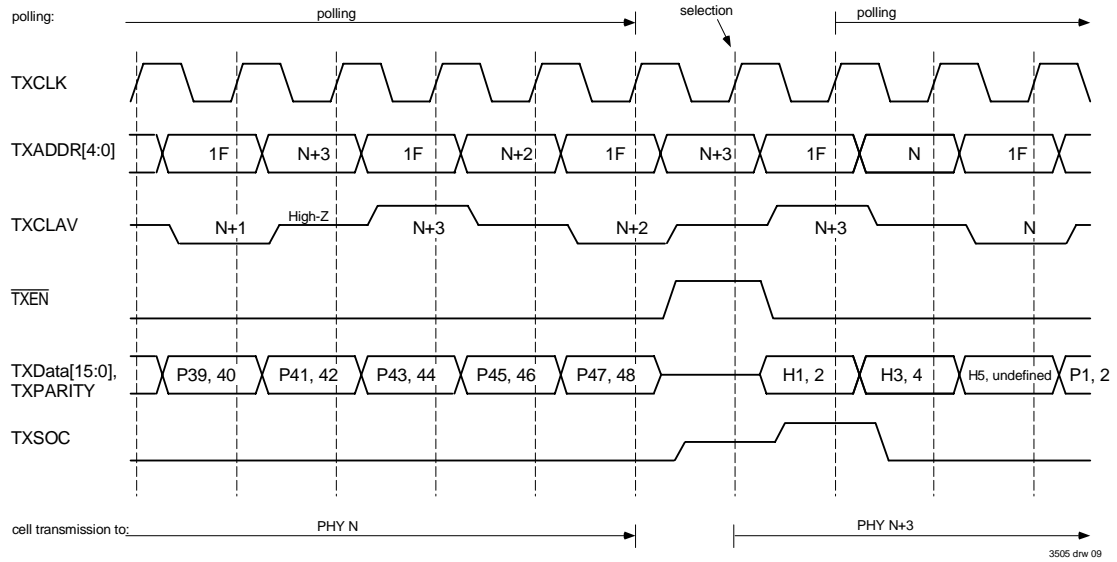 polling: polling selection polling
TXCLK
TXADDR[4:0] 1F N+3 1F N+2 1F N+3 1F N 1F
TXCLAV N+1 High-Z N+3 N+2 N+3 N
TXEN
TXData[15:0], TXPARITY P39, 40 P41, 42 P43, 44 P45, 46 P47, 48 H1, 2 H3, 4 H5, undefined P1, 2
TXSOC
cell transmission to: PHY N PHY N+3
3505 drw 09